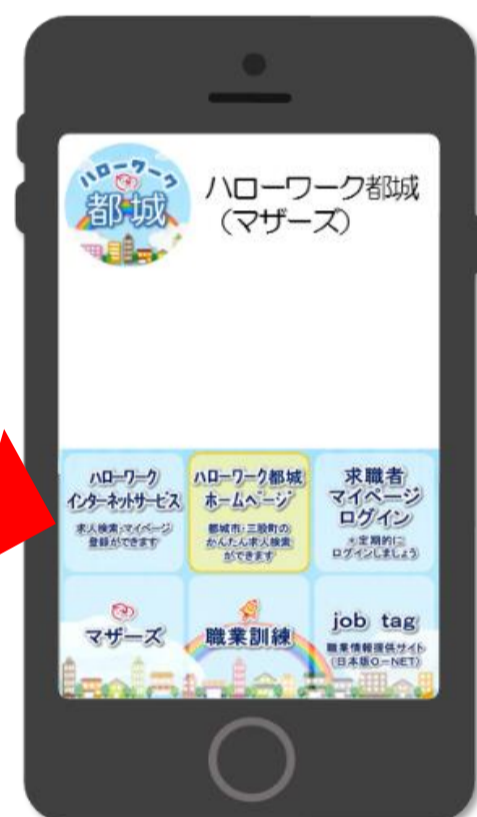 ハローワーク
都城
ハローワーク都城
（マザーズ）
ハローワーク
インターネットサービス
求人検索・マイページ
登録ができます
ハローワーク都城
ホームページ
都城市・三股町の
かんたん求人検索
ができます
求職者
マイページ
ログイン
＊定期的に
ログインしましょう
マザーズ
職業訓練
job tag
職業情報提供サイト
（日本版O-NET）